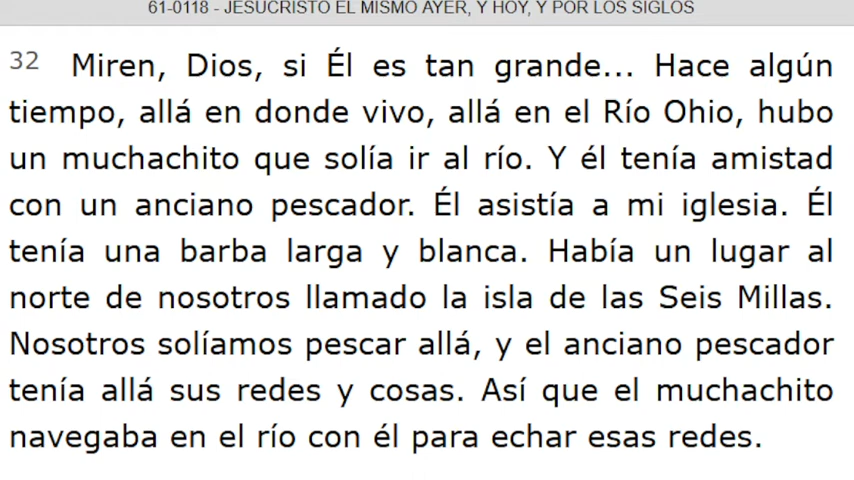 61-0118 - JESUCRISTO EL MISMO AYER, Y HOY, Y POR LOS SIGLOS
32 Miren, Dios, si Él es tan grande... Hace algún
tiempo, allá en donde vivo, allá en el Río Ohio, hubo
un muchachito que solía ir al río. Y él tenía amistad
con un anciano pescador. Él asistía a mi iglesia. Él
tenía una barba larga y blanca. Había un lugar al
norte de nosotros llamado la isla de las Seis Millas.
Nosotros solíamos pescar allá, y el anciano pescador
tenía allá sus redes y cosas. Así que el muchachito
navegaba en el río con él para echar esas redes.